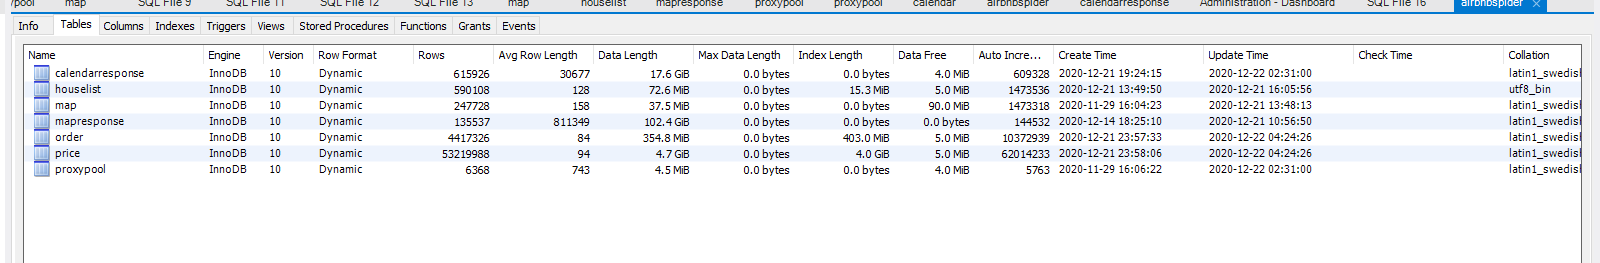 ypool map SQL File 9 SQL File 11 SQL File 12 SQL File 13 map houselist mapresponse proxypool proxypool calendar airbnbspider calendarresponse Administration - Dashboard SQL File 16 airbnbspider ×
Info Tables Columns Indexes Triggers Views Stored Procedures Functions Grants Events
Name Engine Version Row Format Rows Avg Row Length Data Length Max Data Length Index Length Data Free Auto Incre... Create Time Update Time Check Time Collation
calendarresponse InnoDB 10 Dynamic 615926 30677 17.6 GiB 0.0 bytes 0.0 bytes 4.0 MiB 609328 2020-12-21 19:24:15 2020-12-22 02:31:00 latin1_swedisl
houselist InnoDB 10 Dynamic 590108 128 72.6 MiB 0.0 bytes 15.3 MiB 5.0 MiB 1473536 2020-12-21 13:49:50 2020-12-21 16:05:56 utf8_bin
map InnoDB 10 Dynamic 247728 158 37.5 MiB 0.0 bytes 0.0 bytes 90.0 MiB 1473318 2020-11-29 16:04:23 2020-12-21 13:48:13 latin1_swedisl
mapresponse InnoDB 10 Dynamic 135537 811349 102.4 GiB 0.0 bytes 0.0 bytes 0.0 bytes 144532 2020-12-14 18:25:10 2020-12-21 10:56:50 latin1_swedisl
order InnoDB 10 Dynamic 4417326 84 354.8 MiB 0.0 bytes 403.0 MiB 5.0 MiB 10372939 2020-12-21 23:57:33 2020-12-22 04:24:26 latin1_swedisl
price InnoDB 10 Dynamic 53219988 94 4.7 GiB 0.0 bytes 4.0 GiB 5.0 MiB 62014233 2020-12-21 23:58:06 2020-12-22 04:24:26 latin1_swedisl
proxypool InnoDB 10 Dynamic 6368 743 4.5 MiB 0.0 bytes 0.0 bytes 4.0 MiB 5763 2020-11-29 16:06:22 2020-12-22 02:31:00 latin1_swedisl